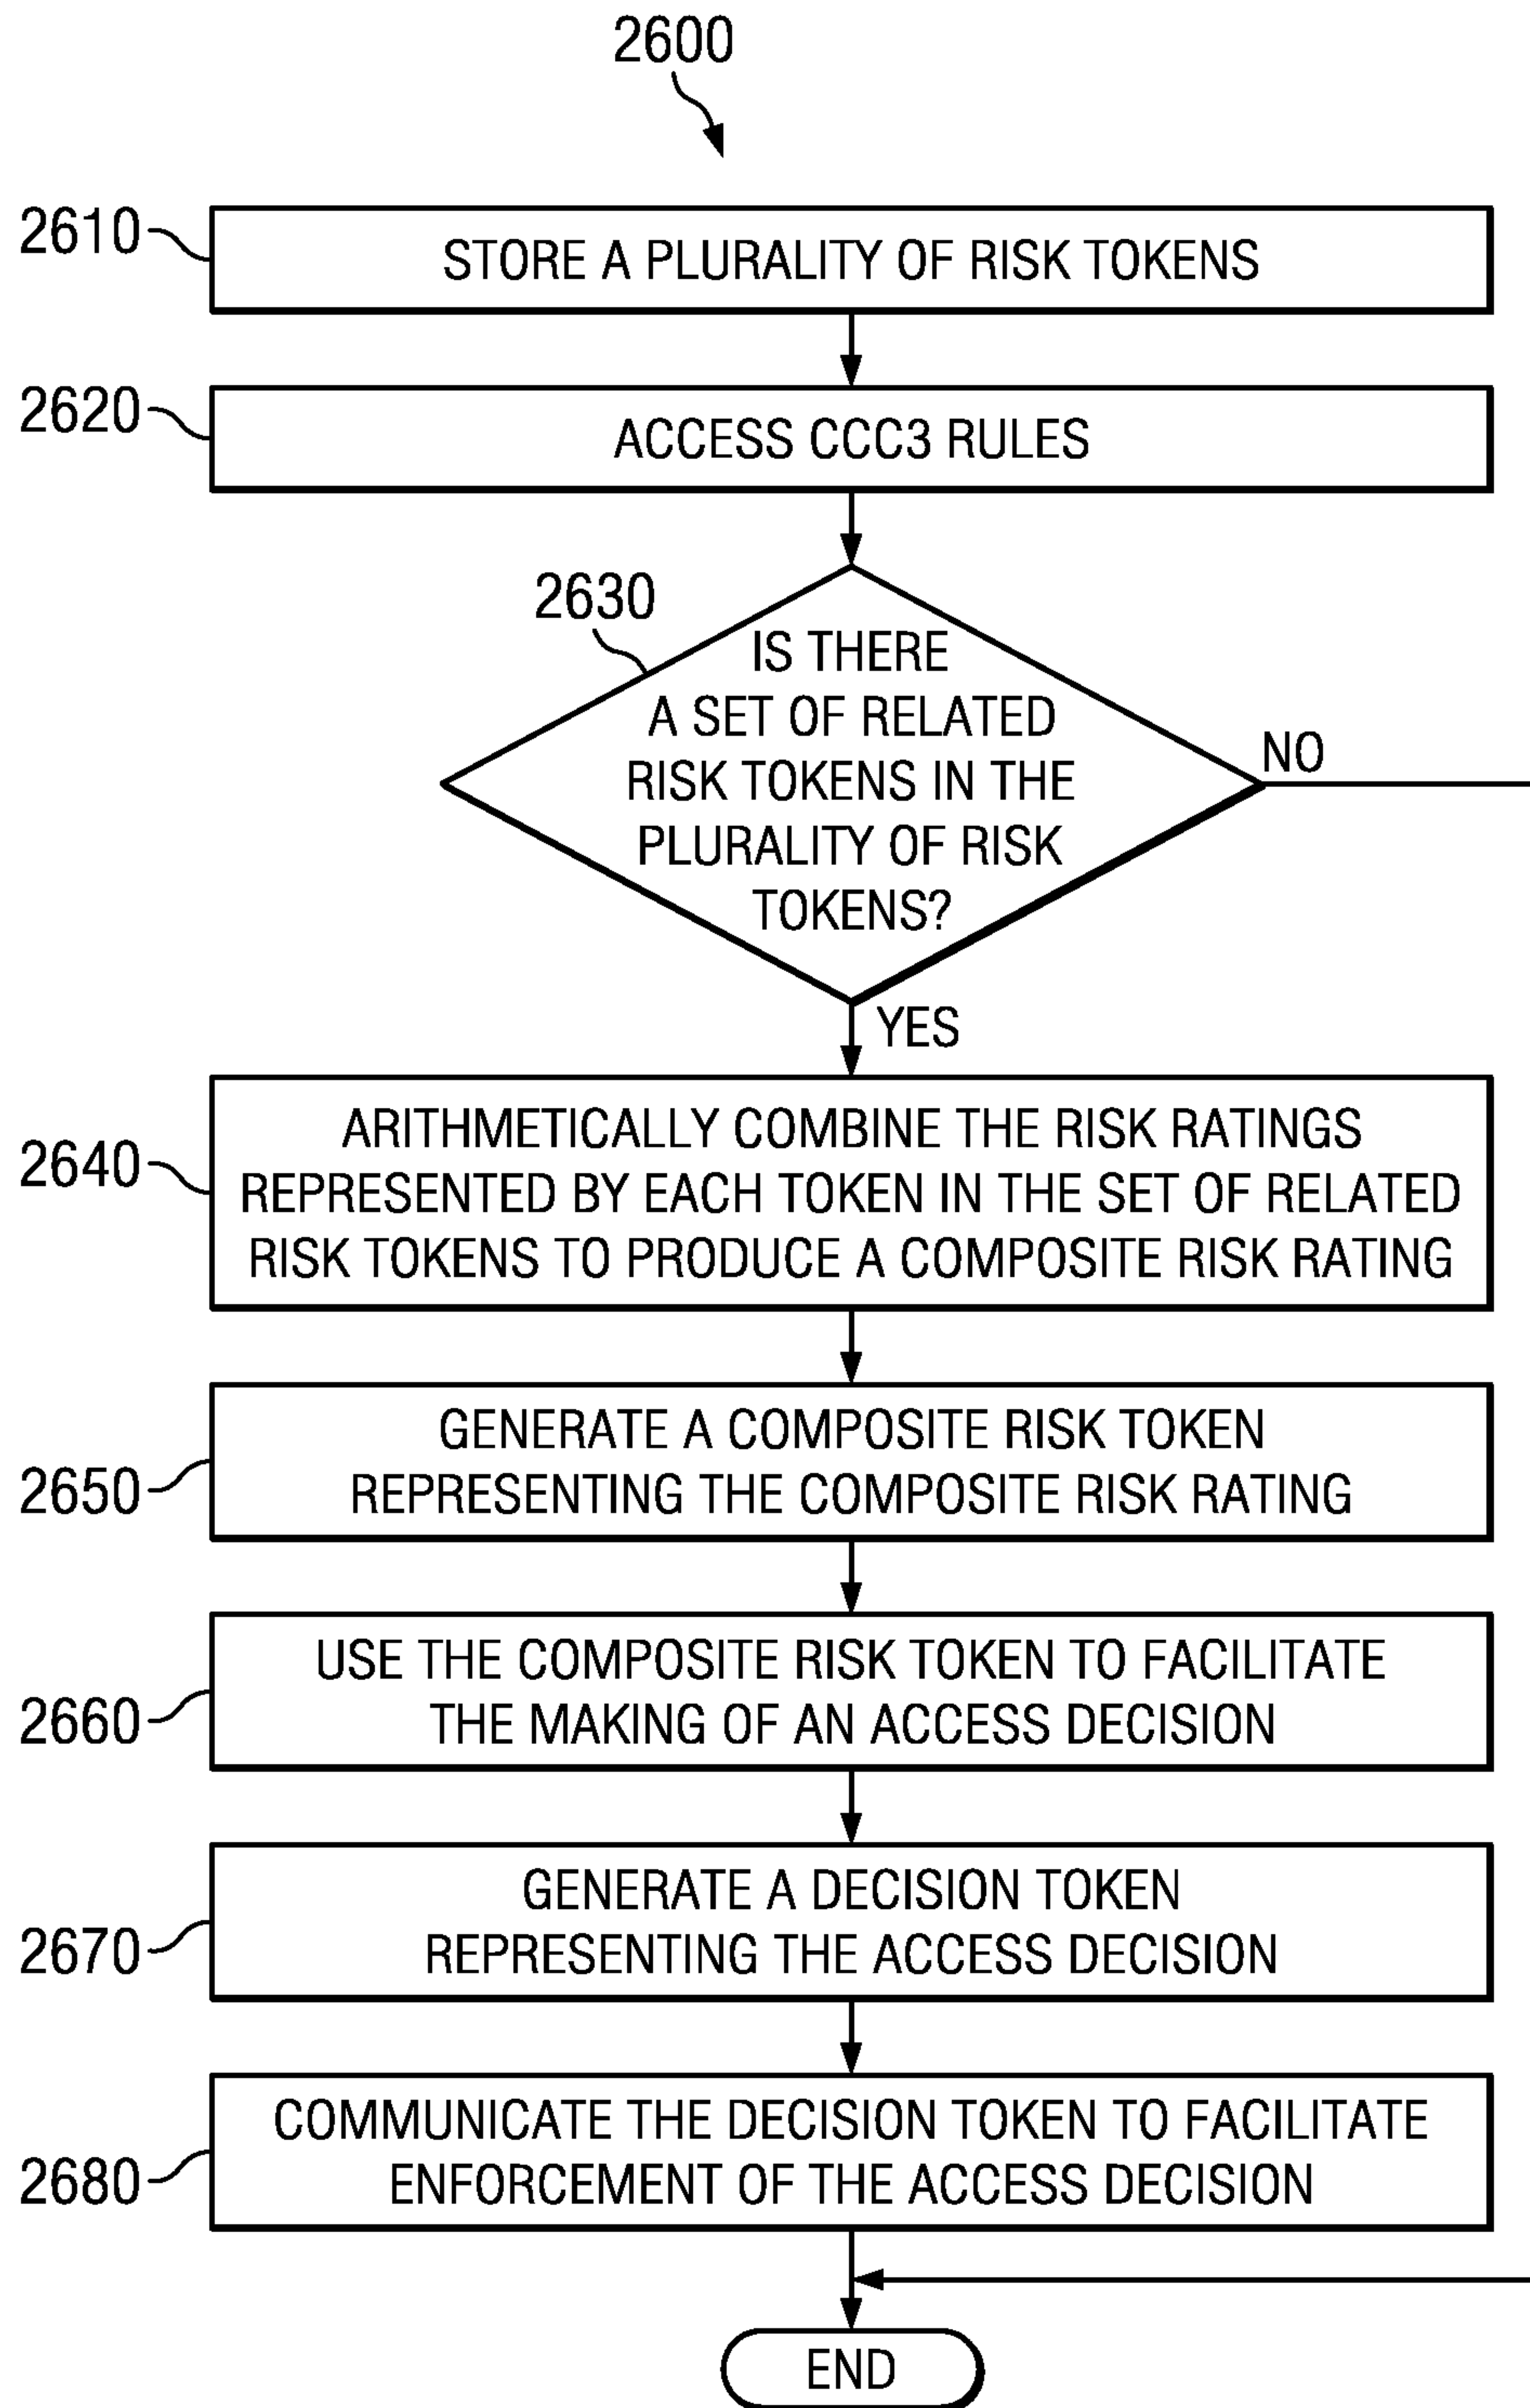 2600
2610
STORE A PLURALITY OF RISK TOKENS
2620
ACCESS CCC3 RULES
2630
IS THERE
A SET OF RELATED
RISK TOKENS IN THE
PLURALITY OF RISK
TOKENS?
NO
YES
2640
ARITHMETICALLY COMBINE THE RISK RATINGS
REPRESENTED BY EACH TOKEN IN THE SET OF RELATED
RISK TOKENS TO PRODUCE A COMPOSITE RISK RATING
2650
GENERATE A COMPOSITE RISK TOKEN
REPRESENTING THE COMPOSITE RISK RATING
2660
USE THE COMPOSITE RISK TOKEN TO FACILITATE
THE MAKING OF AN ACCESS DECISION
2670
GENERATE A DECISION TOKEN
REPRESENTING THE ACCESS DECISION
2680
COMMUNICATE THE DECISION TOKEN TO FACILITATE
ENFORCEMENT OF THE ACCESS DECISION
END